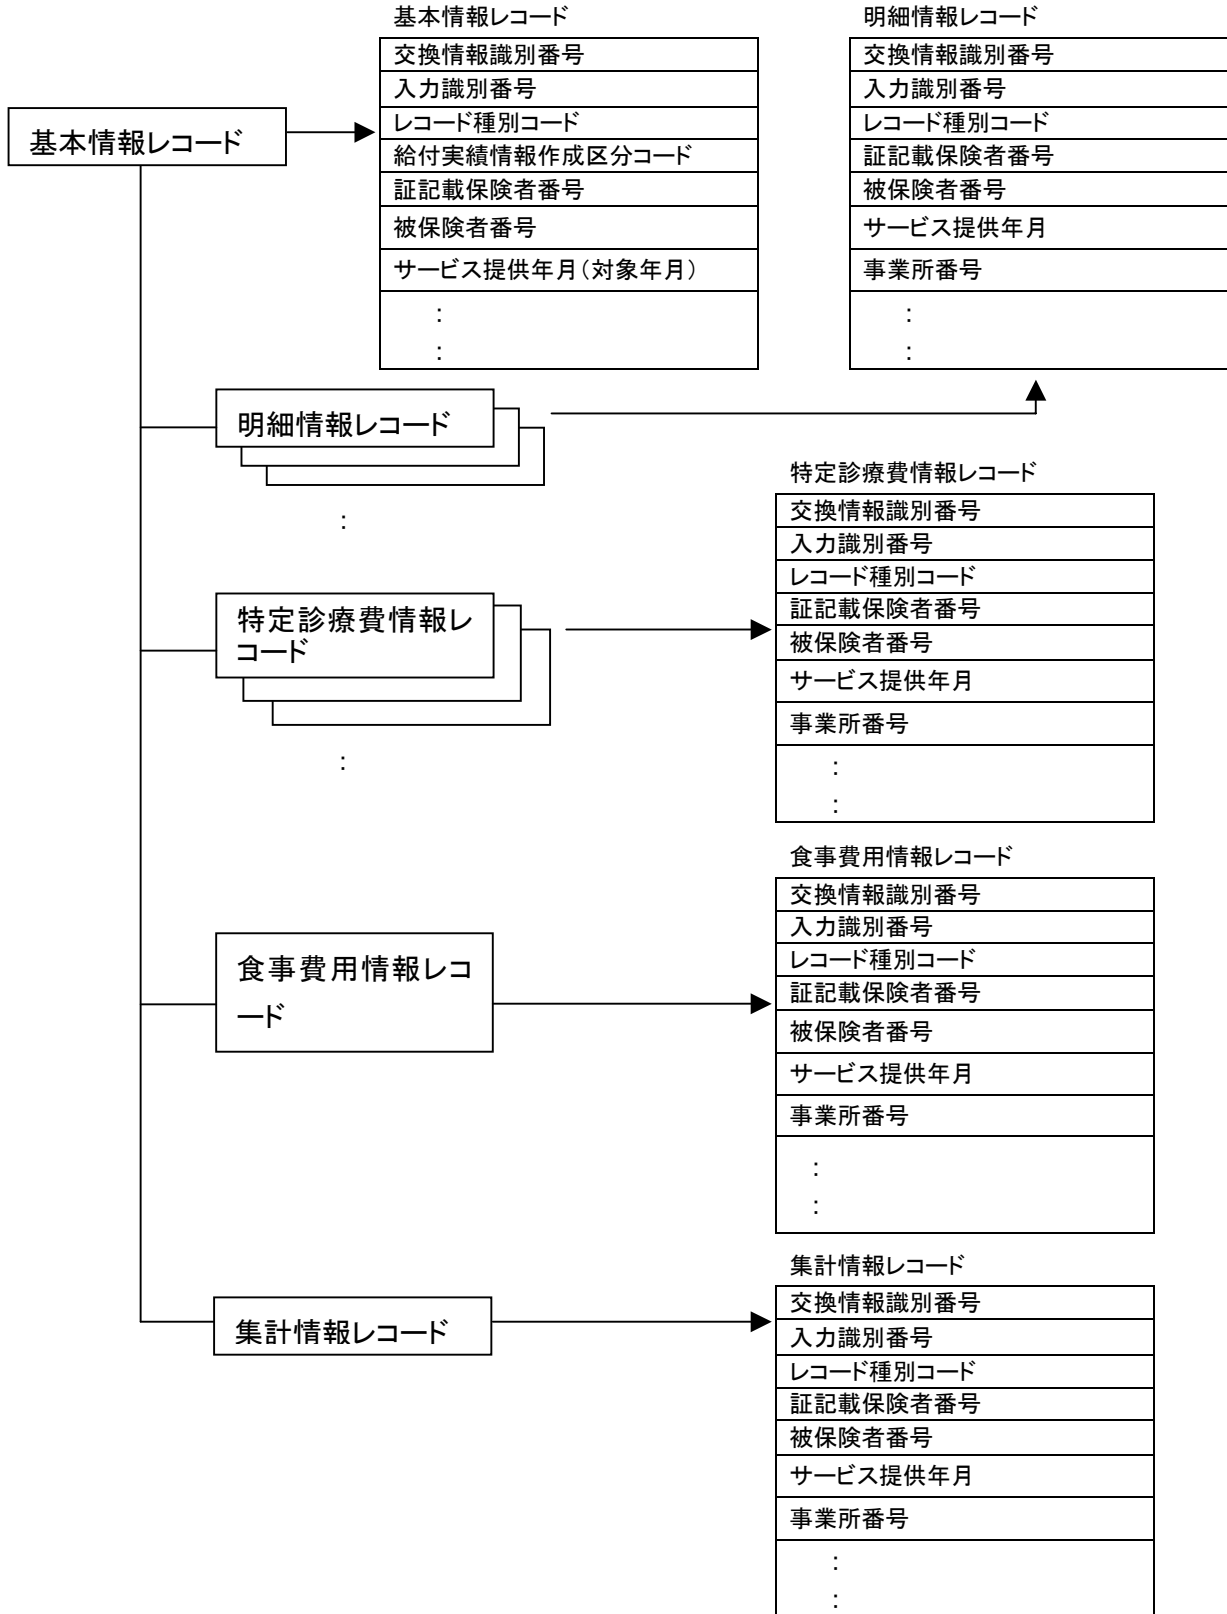 基本情報レコード
交換情報識別番号
入力識別番号
レコード種別コード
給付実績情報作成区分コード
証記載保険者番号
被保険者番号
サービス提供年月(対象年月)
:
:
明細情報レコード
交換情報識別番号
入力識別番号
レコード種別コード
証記載保険者番号
被保険者番号
サービス提供年月
事業所番号
:
:
基本情報レコード
明細情報レコード
:
特定診療費情報レコード
交換情報識別番号
入力識別番号
レコード種別コード
証記載保険者番号
被保険者番号
サービス提供年月
事業所番号
:
:
特定診療費情報レ
コード
:
食事費用情報レコード
交換情報識別番号
入力識別番号
レコード種別コード
証記載保険者番号
被保険者番号
サービス提供年月
事業所番号
:
:
食事費用情報レコ
ード
集計情報レコード
交換情報識別番号
入力識別番号
レコード種別コード
証記載保険者番号
被保険者番号
サービス提供年月
事業所番号
:
:
集計情報レコード